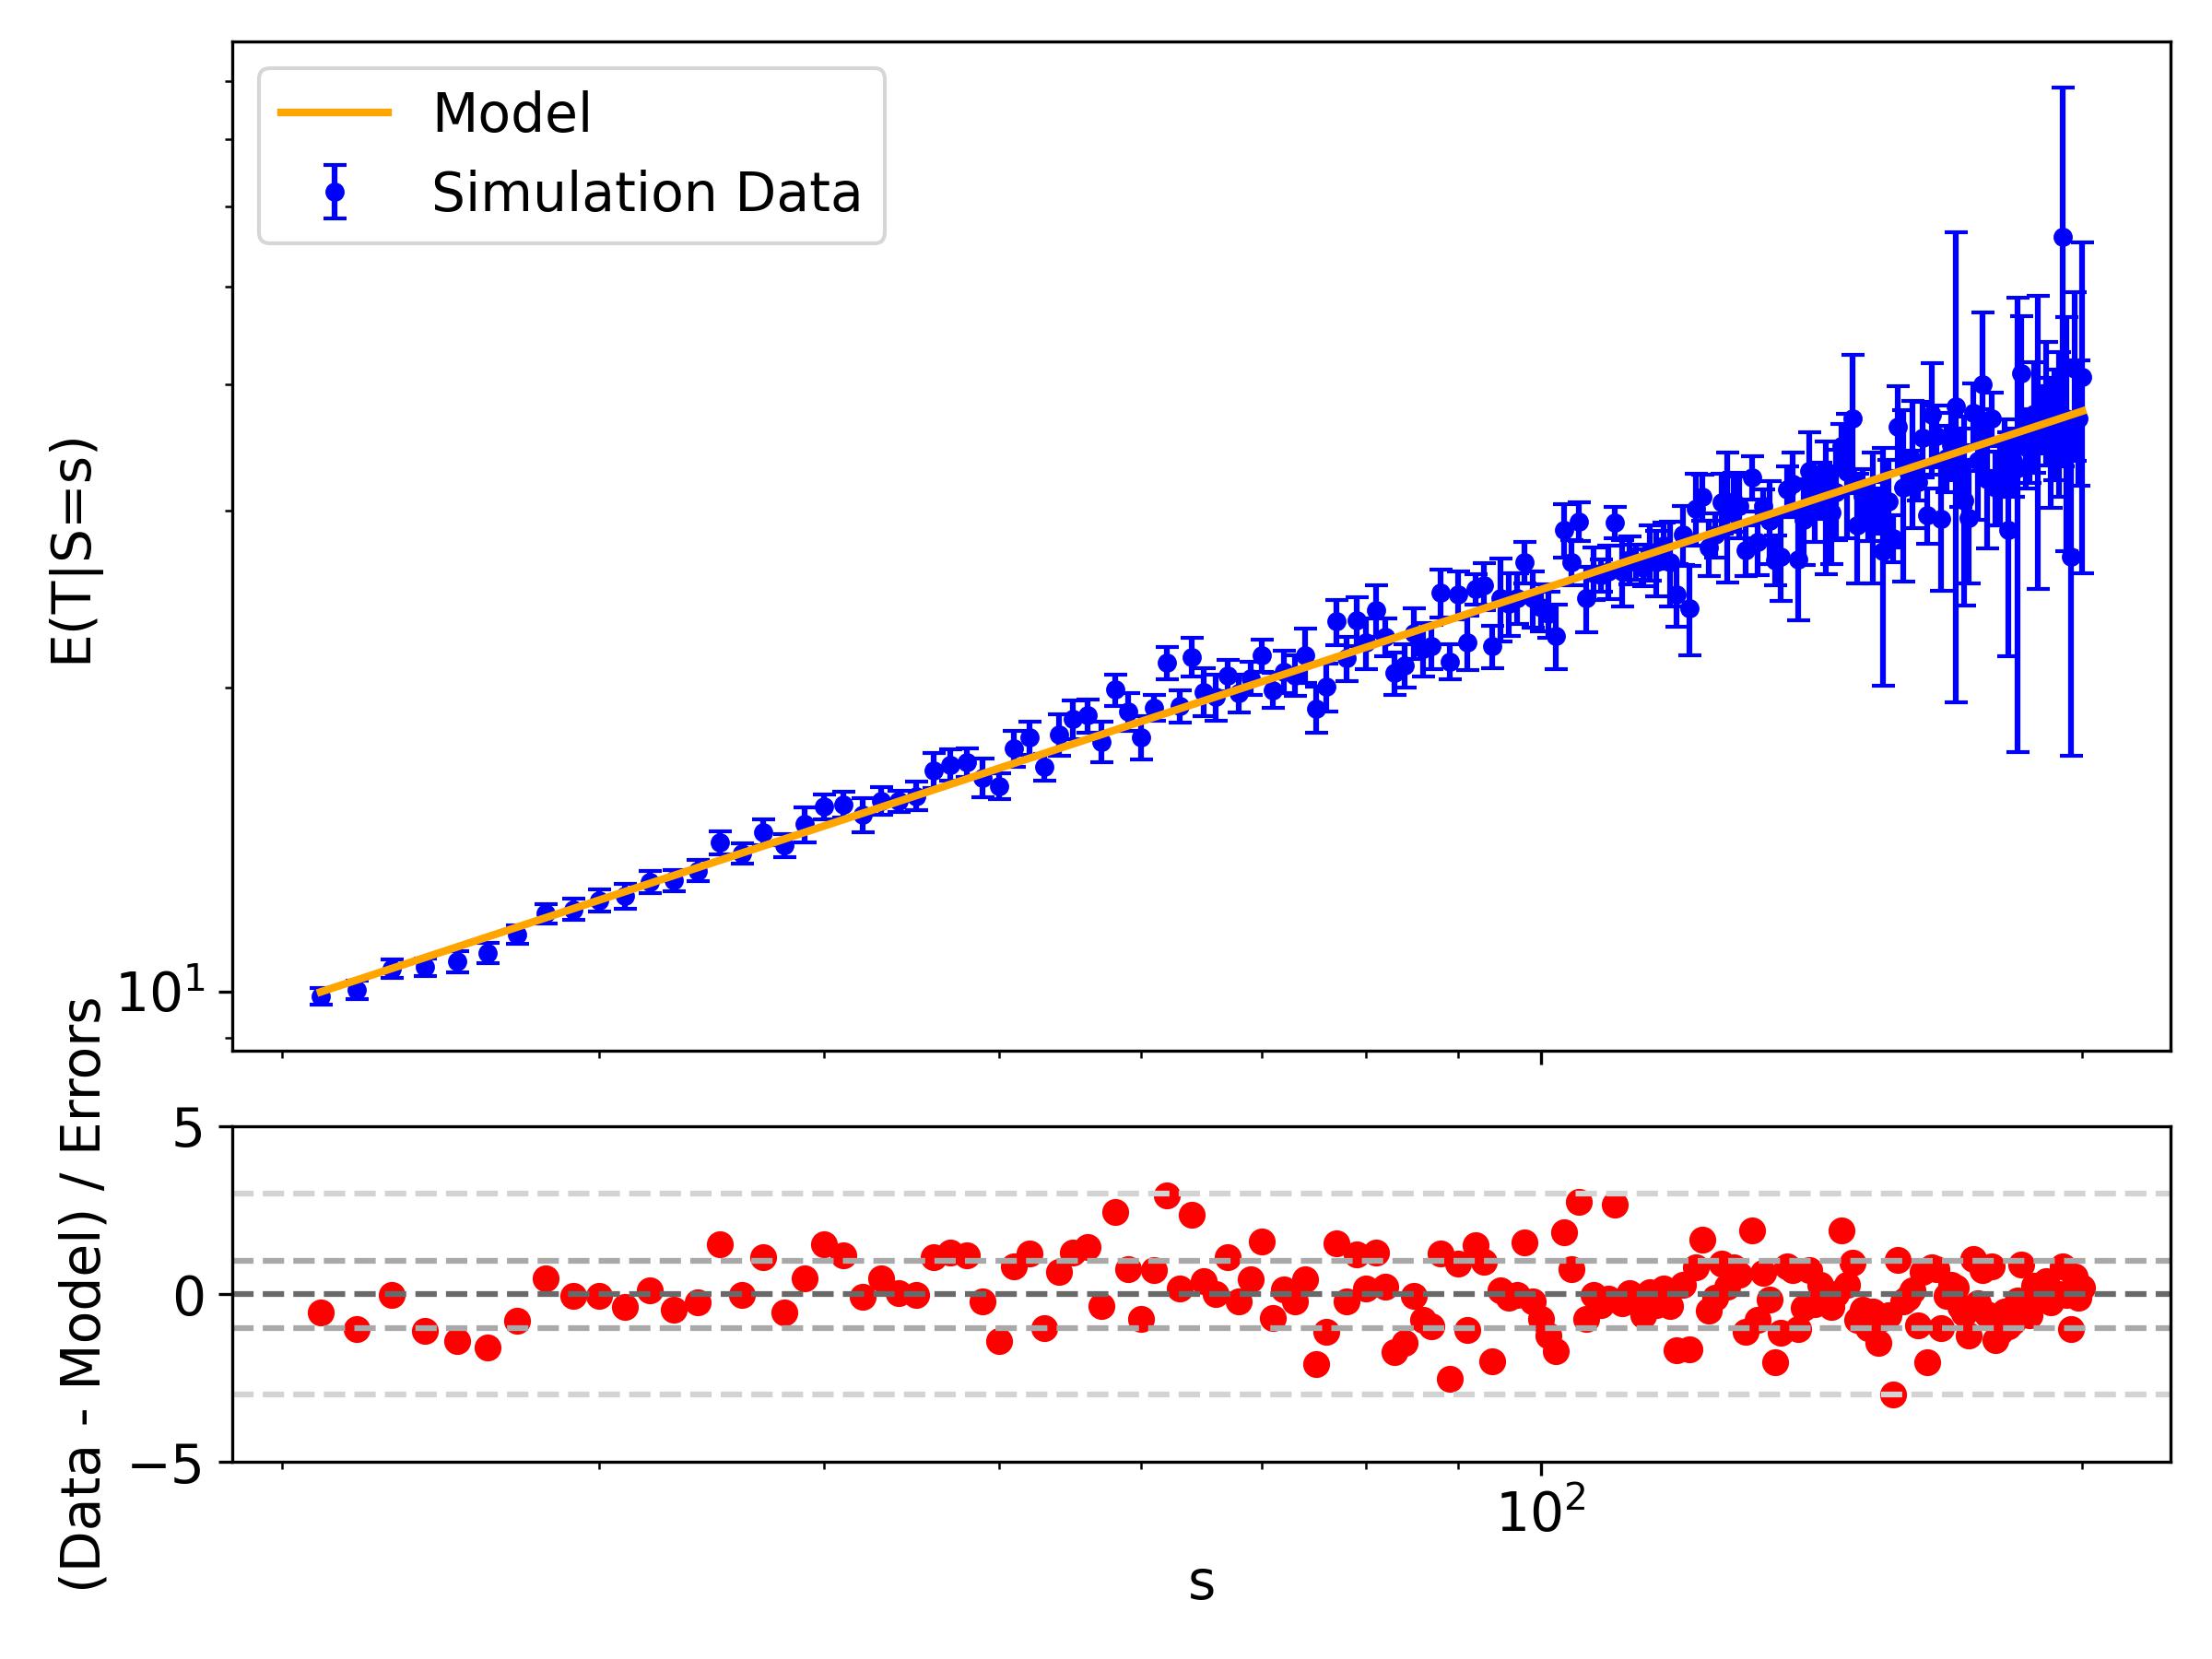 Model
Simulation Data
E(T|S=s)
10¹
(Data - Model) / Errors
5
0
−5
10²
s